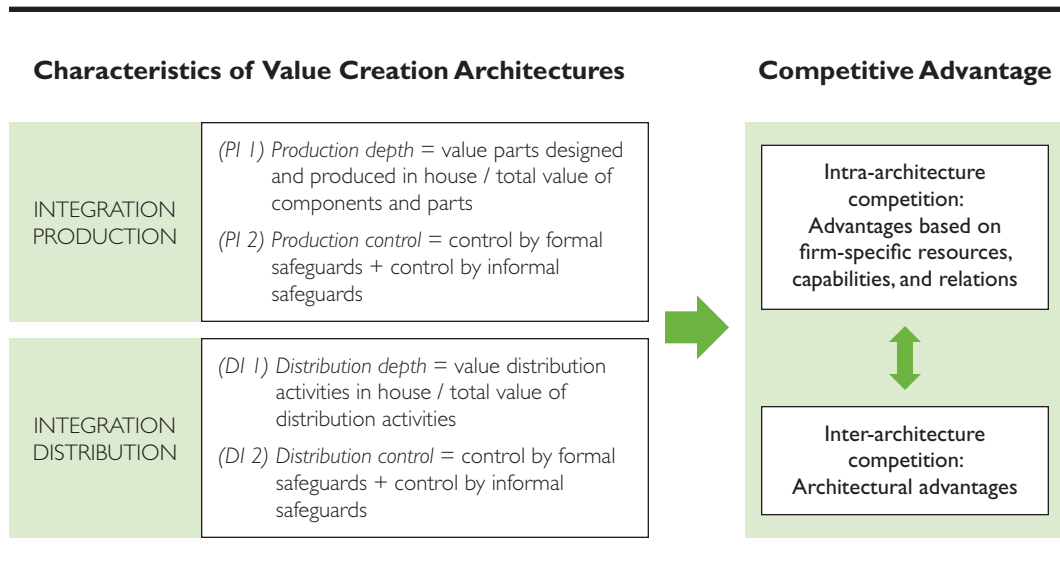 Characteristics of Value Creation Architectures
Competitive Advantage
INTEGRATION
PRODUCTION
(PI 1) Production depth = value parts designed
and produced in house / total value of
components and parts
(PI 2) Production control = control by formal
safeguards + control by informal
safeguards
INTEGRATION
DISTRIBUTION
(DI 1) Distribution depth = value distribution
activities in house / total value of
distribution activities
(DI 2) Distribution control = control by formal
safeguards + control by informal
safeguards
Intra-architecture
competition:
Advantages based on
firm-specific resources,
capabilities, and relations
Inter-architecture
competition:
Architectural advantages